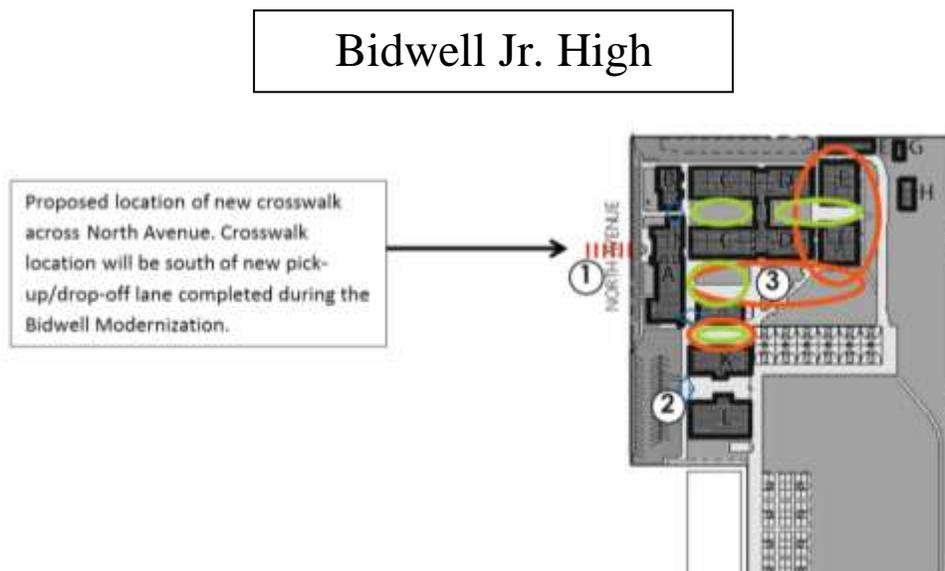 Bidwell Jr. High
Proposed location of new crosswalk
across North Avenue. Crosswalk
location will be south of new pick-
up/drop-off lane completed during the
Bidwell Modernization.
1
NORTH AVENUE
B
C
D
E
G
H
C
D
A
3
K
2
L